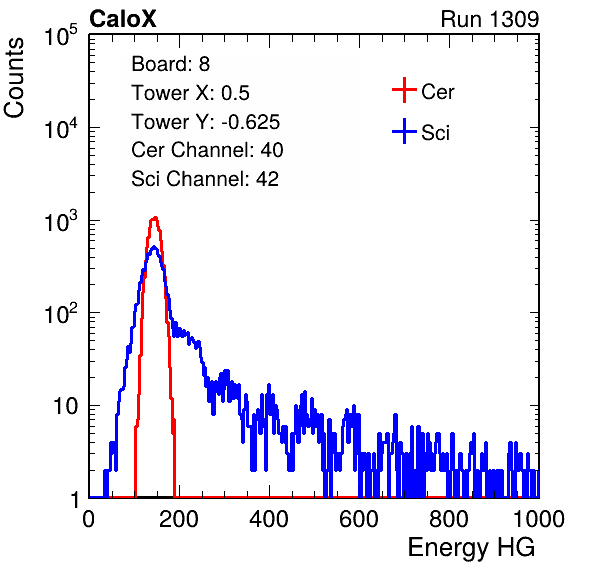 CaloX Run 1309
Counts
10^5
10^4
10^3
10^2
10
1
Board: 8
Tower X: 0.5
Tower Y: -0.625
Cer Channel: 40
Sci Channel: 42
Cer
Sci
0 200 400 600 800 1000
Energy HG